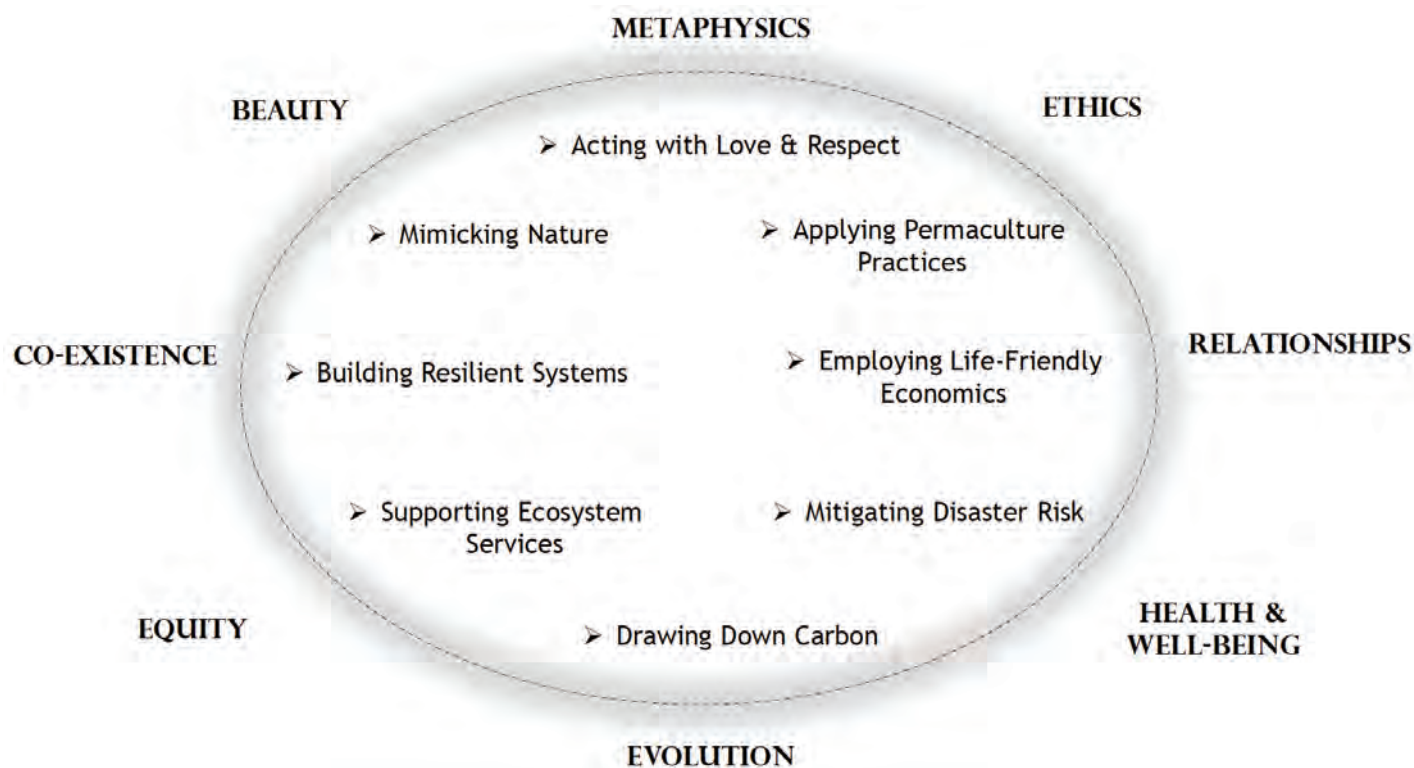 METAPHYSICS
BEAUTY
ETHICS
➢ Acting with Love & Respect
➢ Mimicking Nature
➢ Applying Permaculture
Practices
CO-EXISTENCE
RELATIONSHIPS
➢ Building Resilient Systems
➢ Employing Life-Friendly
Economics
➢ Supporting Ecosystem
Services
➢ Mitigating Disaster Risk
EQUITY
HEALTH &
WELL-BEING
➢ Drawing Down Carbon
EVOLUTION